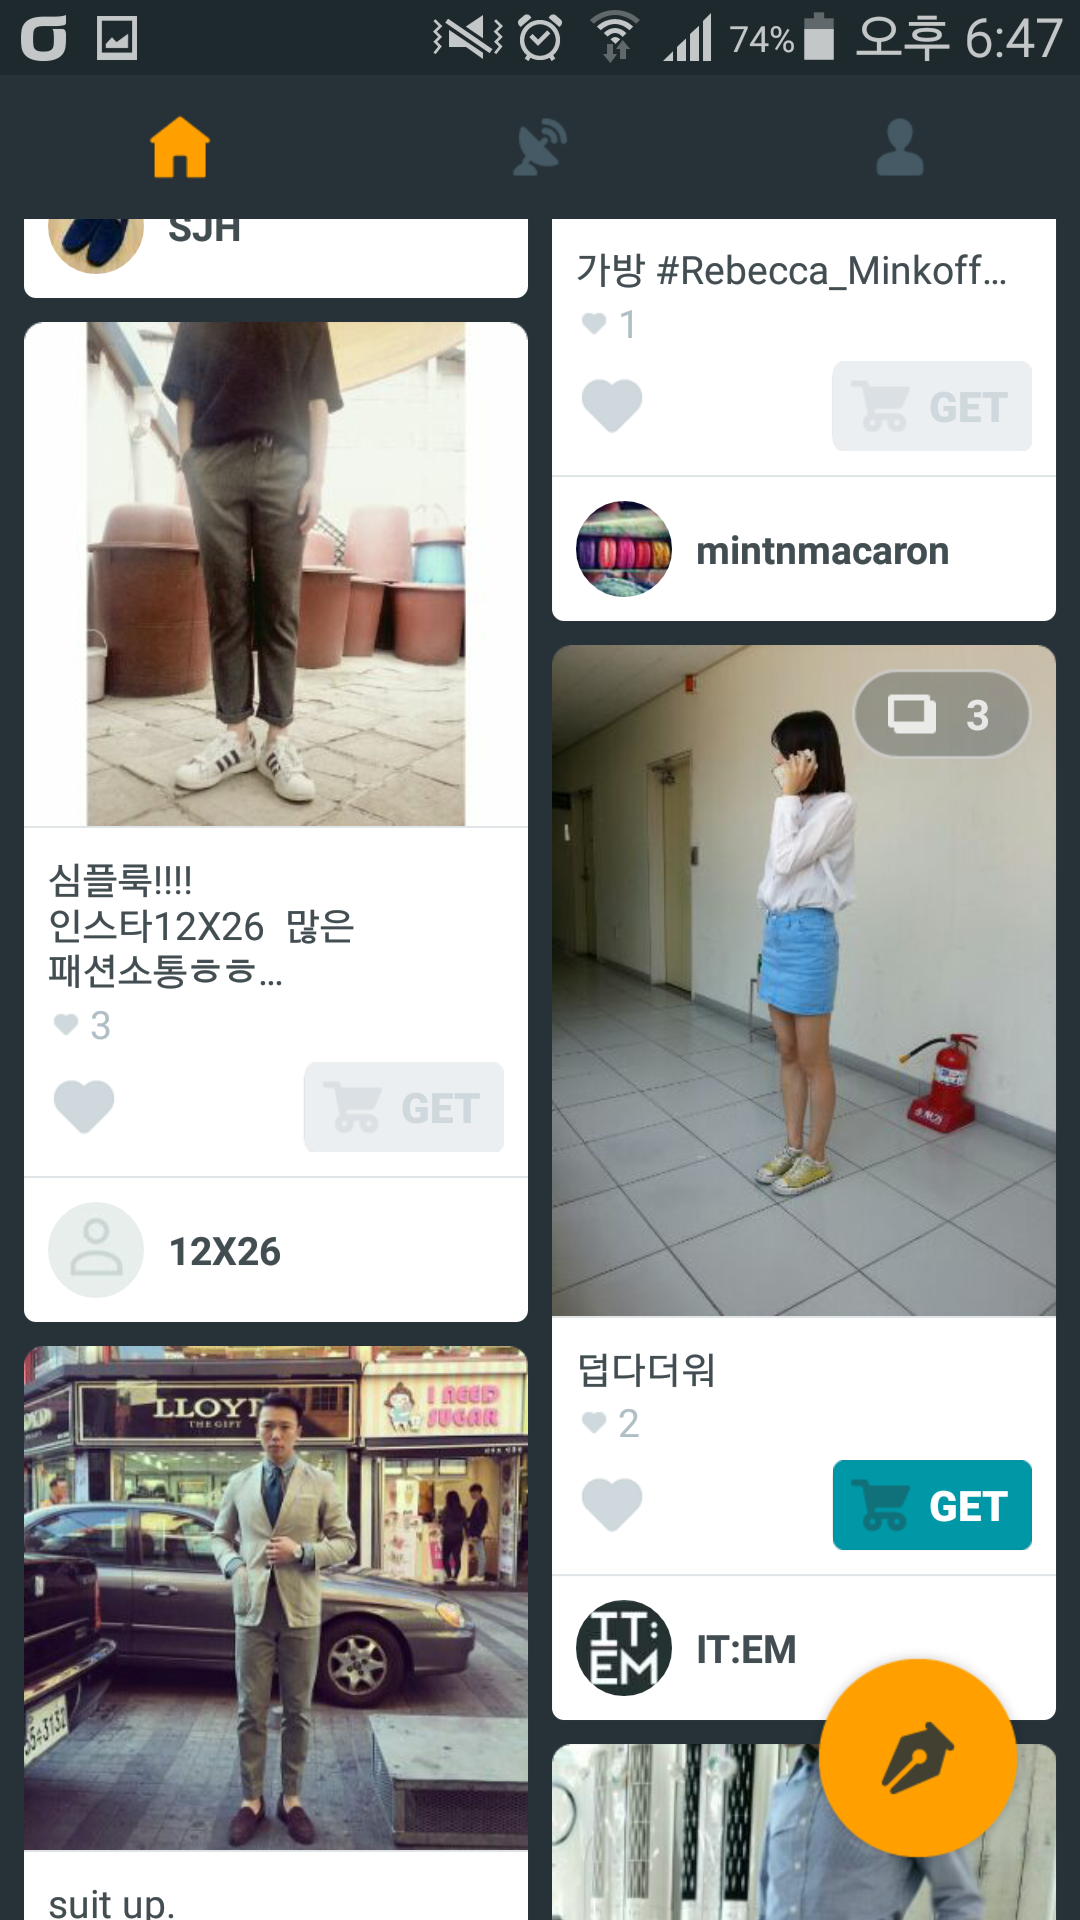 74% 오후 6:47
SJH
심플룩!!!!
인스타12X26 많은
패션소통ㅎㅎ...
3
GET
12X26
LLOYD
THE GIFT
I NEED
SUGAR
suit up.
가방 #Rebecca_Minkoff...
1
GET
mintnmacaron
3
덥다더워
2
GET
IT:
EM
IT:EM